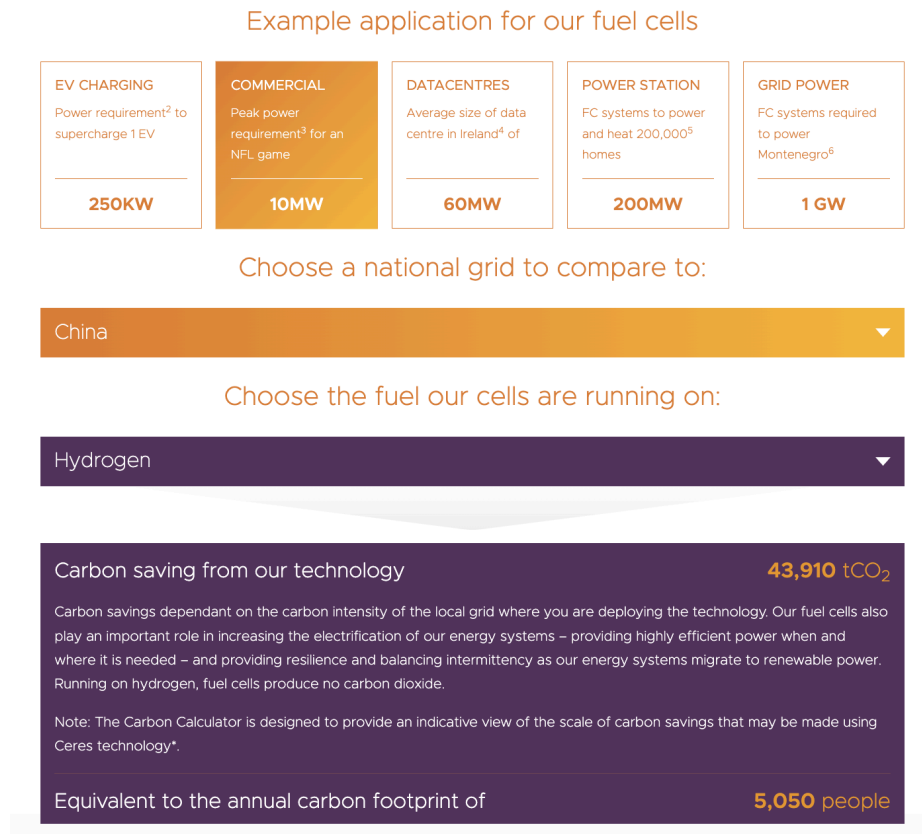 Example application for our fuel cells
EV CHARGING
Power requirement² to
supercharge 1 EV
250KW
COMMERCIAL
Peak power
requirement³ for an
NFL game
10MW
DATACENTRES
Average size of data
centre in Ireland⁴ of
60MW
POWER STATION
FC systems to power
and heat 200,000⁵
homes
200MW
GRID POWER
FC systems required
to power
Montenegro⁶
1 GW
Choose a national grid to compare to:
China
Choose the fuel our cells are running on:
Hydrogen
Carbon saving from our technology 43,910 tCO₂
Carbon savings dependant on the carbon intensity of the local grid where you are deploying the technology. Our fuel cells also
play an important role in increasing the electrification of our energy systems – providing highly efficient power when and
where it is needed – and providing resilience and balancing intermittency as our energy systems migrate to renewable power.
Running on hydrogen, fuel cells produce no carbon dioxide.
Note: The Carbon Calculator is designed to provide an indicative view of the scale of carbon savings that may be made using
Ceres technology*.
Equivalent to the annual carbon footprint of 5,050 people